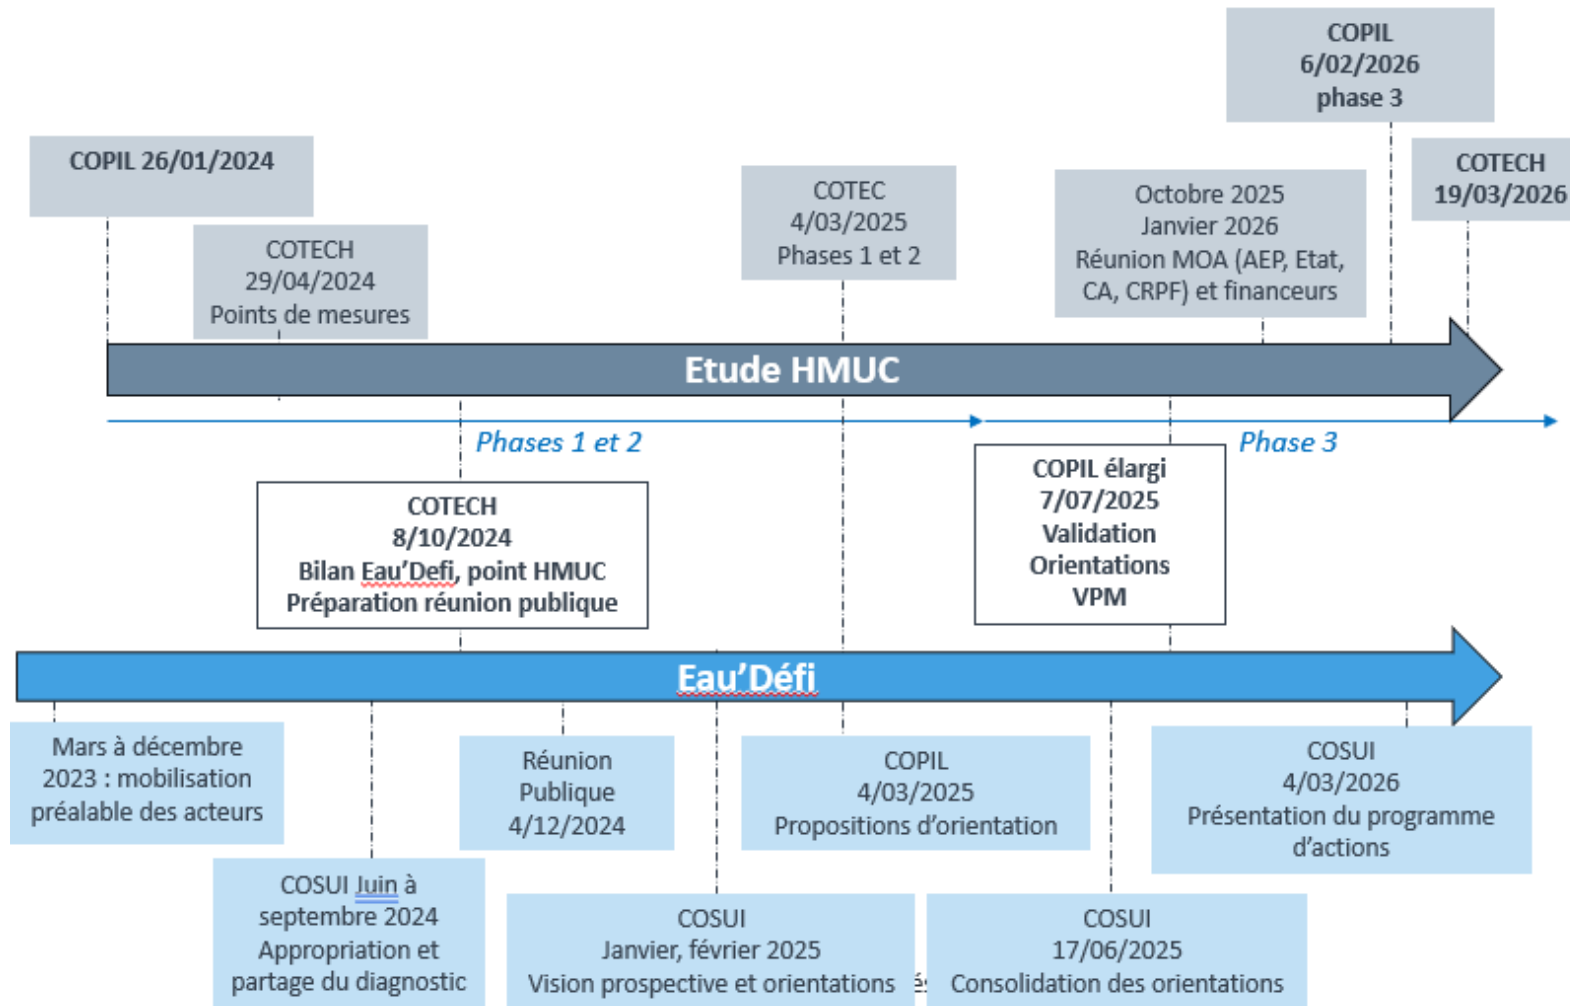 COPIL
6/02/2026
phase 3
COPIL 26/01/2024
COTECH
19/03/2026
COTEC
4/03/2025
Phases 1 et 2
Octobre 2025
Janvier 2026
Réunion MOA (AEP, Etat,
CA, CRPF) et financeurs
COTECH
29/04/2024
Points de mesures
Etude HMUC
Phases 1 et 2
Phase 3
COTECH
8/10/2024
Bilan Eau'Defi, point HMUC
Préparation réunion publique
COPIL élargi
7/07/2025
Validation
Orientations
VPM
Eau'Défi
Mars à décembre
2023 : mobilisation
préalable des acteurs
COSUI Juin à
septembre 2024
Appropriation et
partage du diagnostic
Réunion
Publique
4/12/2024
COSUI
Janvier, février 2025
Vision prospective et orientations
COPIL
4/03/2025
Propositions d'orientation
COSUI
17/06/2025
Consolidation des orientations
COSUI
4/03/2026
Présentation du programme
d'actions